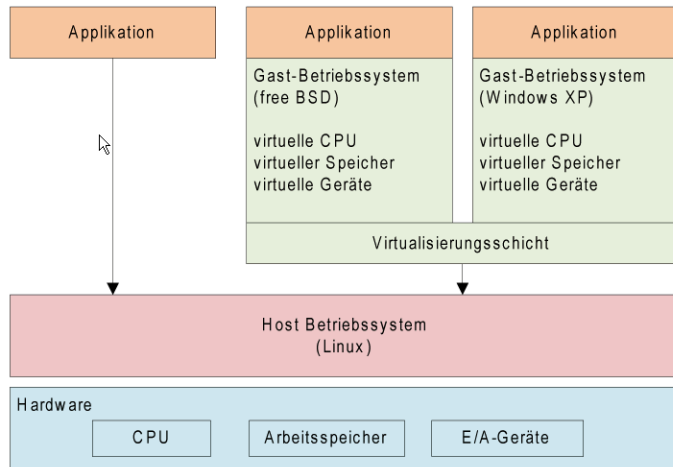 Applikation
Applikation
Applikation
Gast-Betriebssystem
(free BSD)
virtuelle CPU
virtueller Speicher
virtuelle Geräte
Gast-Betriebssystem
(Windows XP)
virtuelle CPU
virtueller Speicher
virtuelle Geräte
Virtualisierungsschicht
Host Betriebssystem
(Linux)
Hardware
CPU
Arbeitsspeicher
E/A-Geräte